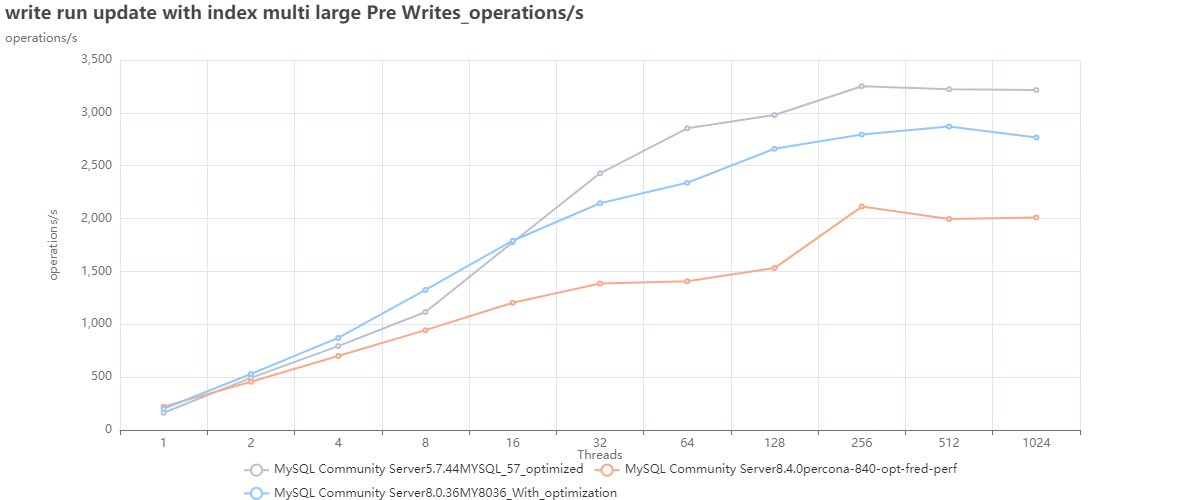 write run update with index multi large Pre Writes_operations/s
operations/s
3,500
3,000
2,500
2,000
1,500
1,000
500
0
operations/s
1 2 4 8 16 32 64 128 256 512 1024
Threads
MySQL Community Server5.7.44MYSQL_57_optimized MySQL Community Server8.4.0percona-840-opt-fred-perf
MySQL Community Server8.0.36MY8036_With_optimization